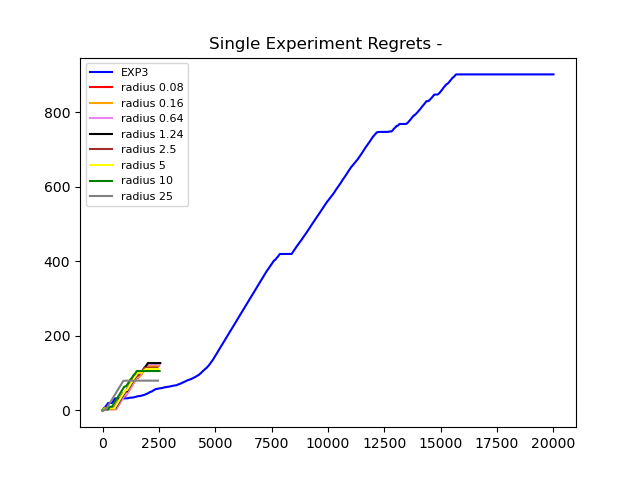 Single Experiment Regrets -
EXP3
radius 0.08
radius 0.16
radius 0.64
radius 1.24
radius 2.5
radius 5
radius 10
radius 25
800
600
400
200
0
0 2500 5000 7500 10000 12500 15000 17500 20000